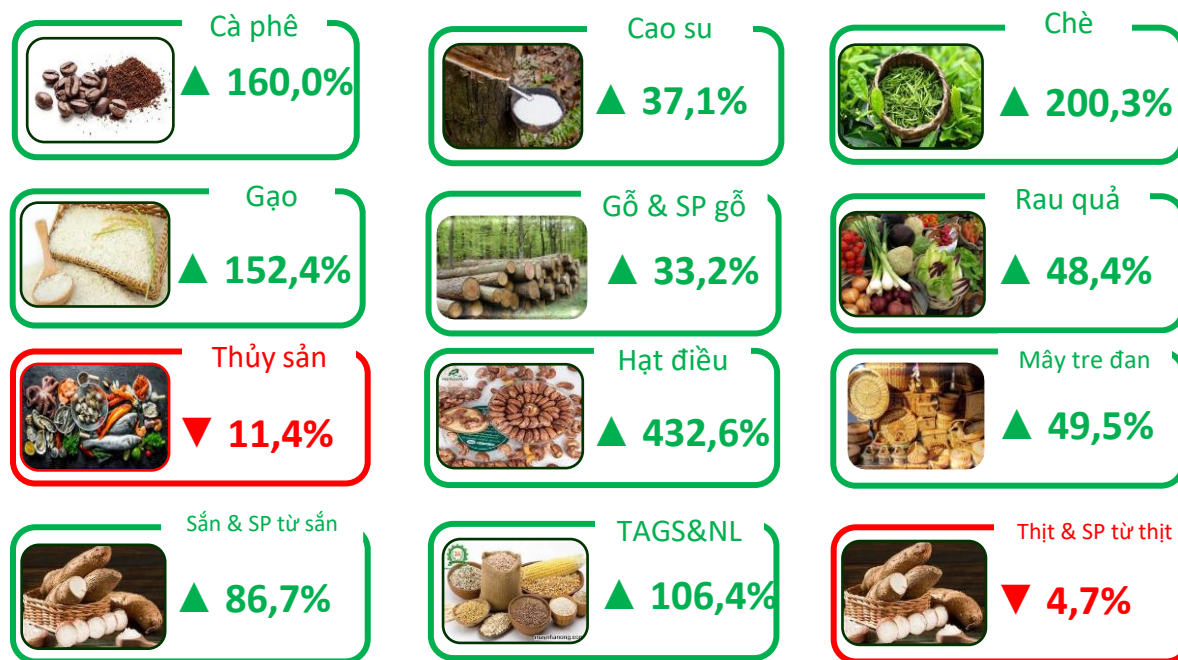 Cà phê
▲ 160,0%
Cao su
▲ 37,1%
Chè
▲ 200,3%
Gạo
▲ 152,4%
Gỗ & SP gỗ
▲ 33,2%
Rau quả
▲ 48,4%
Thủy sản
▼ 11,4%
Hạt điều
▲ 432,6%
Mây tre đan
▲ 49,5%
Sắn & SP từ sắn
▲ 86,7%
TAGS&NL
▲ 106,4%
Thịt & SP từ thịt
▼ 4,7%